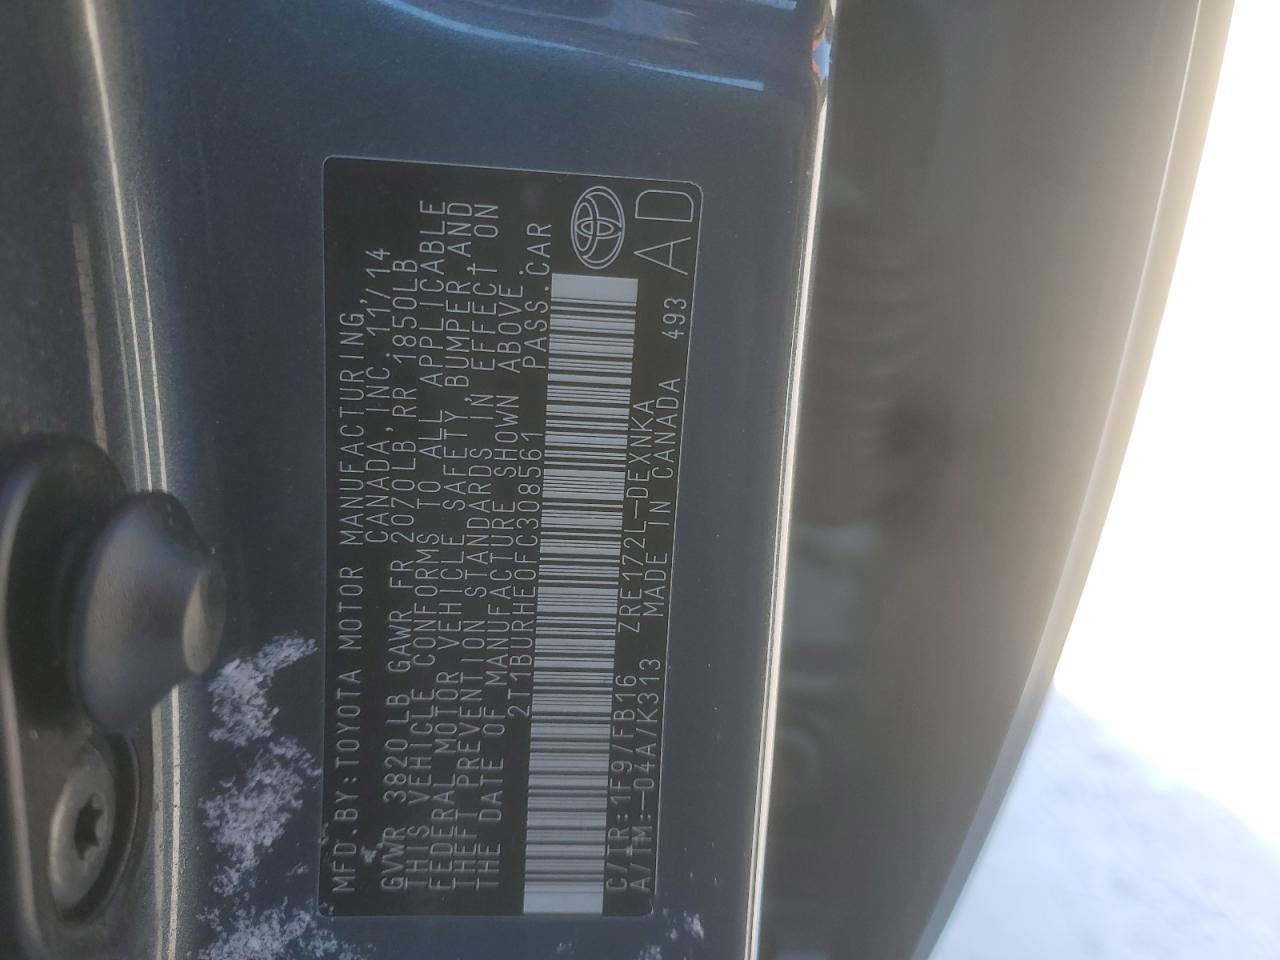 MFD.BY:TOYOTA MOTOR MANUFACTURING,
CANADA,INC. 11/14
GVWR 3820LB GAWR FR 2070LB,RR 1850LB
THIS VEHICLE CONFORMS TO ALL APPLICABLE
FEDERAL MOTOR VEHICLE SAFETY,BUMPER,AND
THEFT PREVENTION STANDARDS IN EFFECT ON
THE DATE OF MANUFACTURE SHOWN ABOVE.
2T1BURHE0FC308561 PASS.CAR
C/TR:1F9/FB16 ZRE172L-DEXNKA 493
A/TM:-04A/K313 MADE IN CANADA
AD